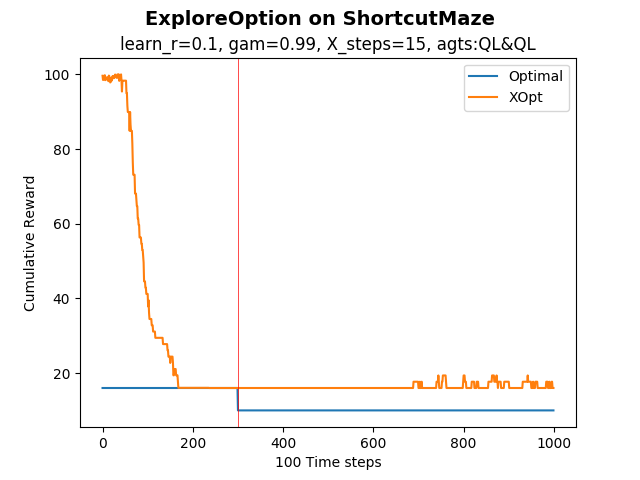 ExploreOption on ShortcutMaze
learn_r=0.1, gam=0.99, X_steps=15, agts:QL&QL
Optimal
XOpt
Cumulative Reward
100
80
60
40
20
0
200
400
600
800
1000
100 Time steps